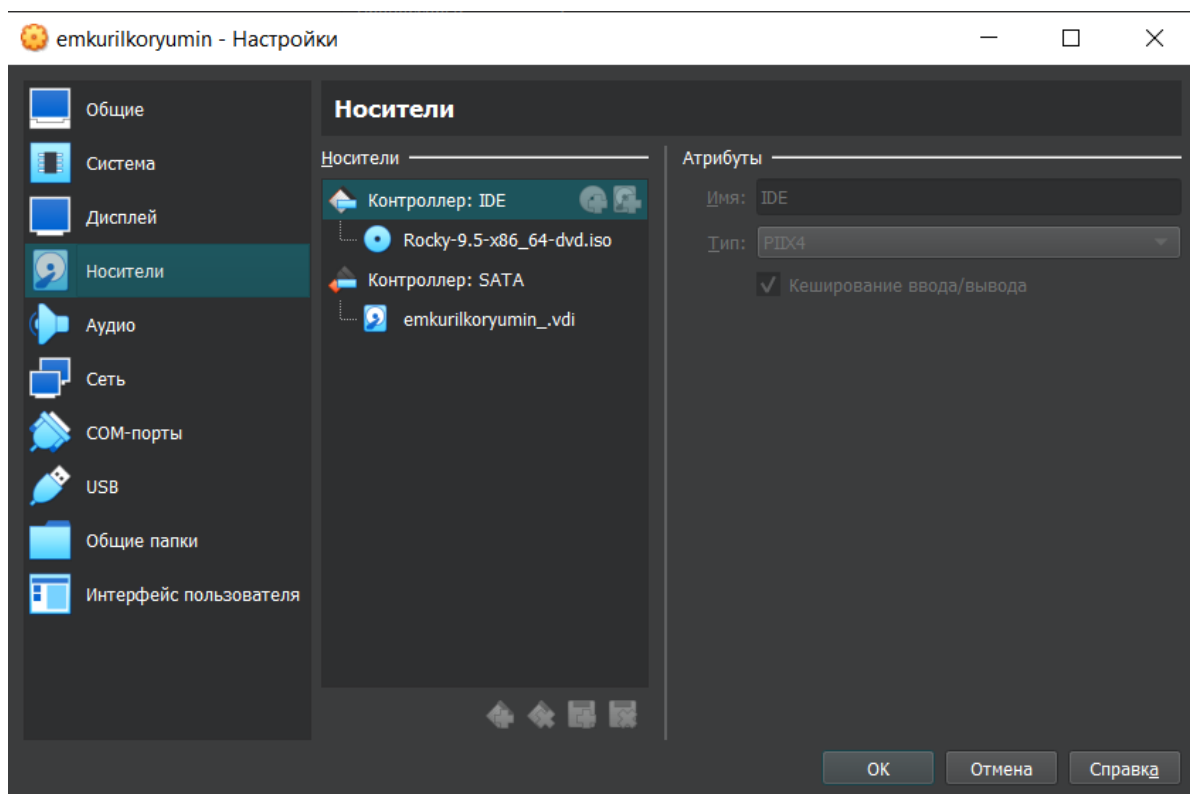 emkurilkoryumin - Настройки
Общие
Система
Дисплей
Носители
Аудио
Сеть
COM-порты
USB
Общие папки
Интерфейс пользователя
Носители
Носители
Контроллер: IDE
Rocky-9.5-x86_64-dvd.iso
Контроллер: SATA
emkurilkoryumin_.vdi
Атрибуты
Имя: IDE
Тип: PIIX4
Кеширование ввода/вывода
OK Отмена Справка